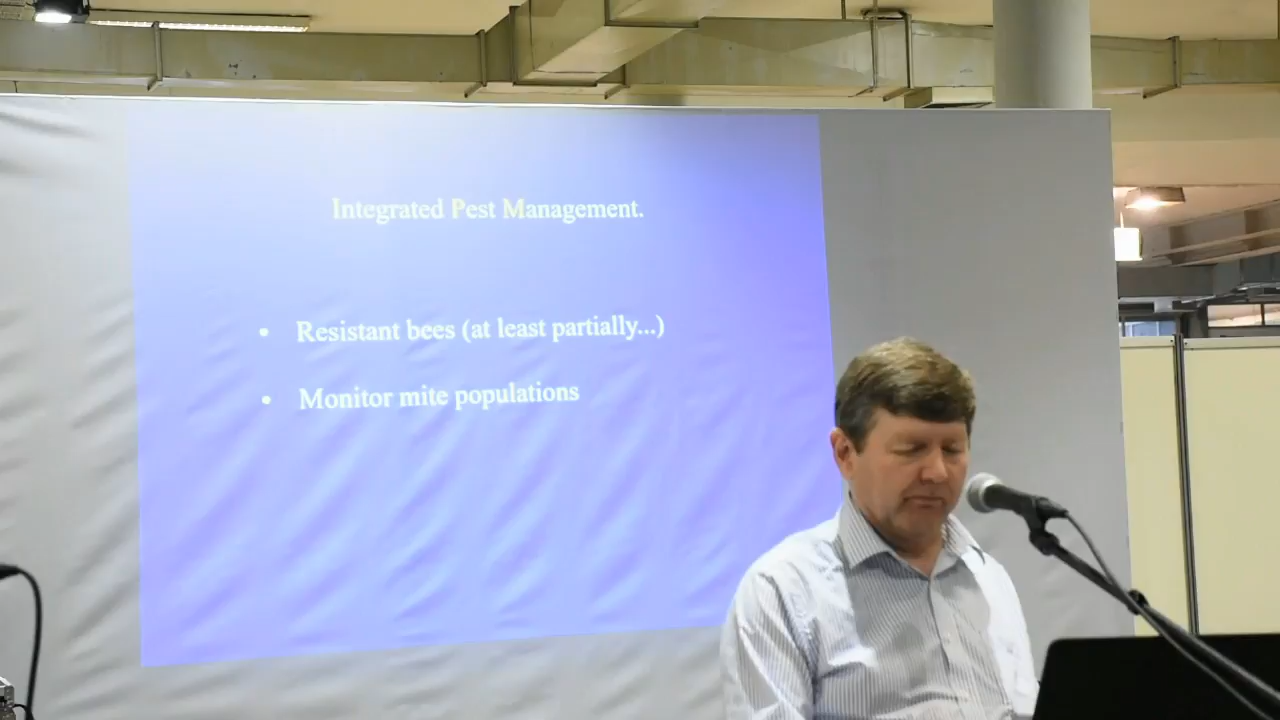 Integrated Pest Management.
• Resistant bees (at least partially...)
• Monitor mite populations